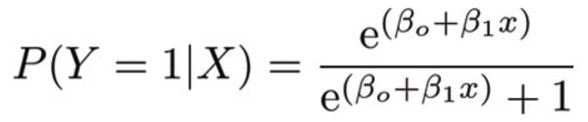 P(Y = 1|X) = e^(βₒ+β₁x) / e^(βₒ+β₁x) + 1